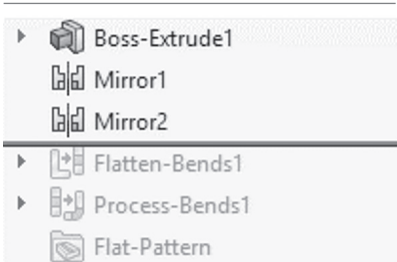 Boss-Extrude1
Mirror1
Mirror2
Flatten-Bends1
Process-Bends1
Flat-Pattern